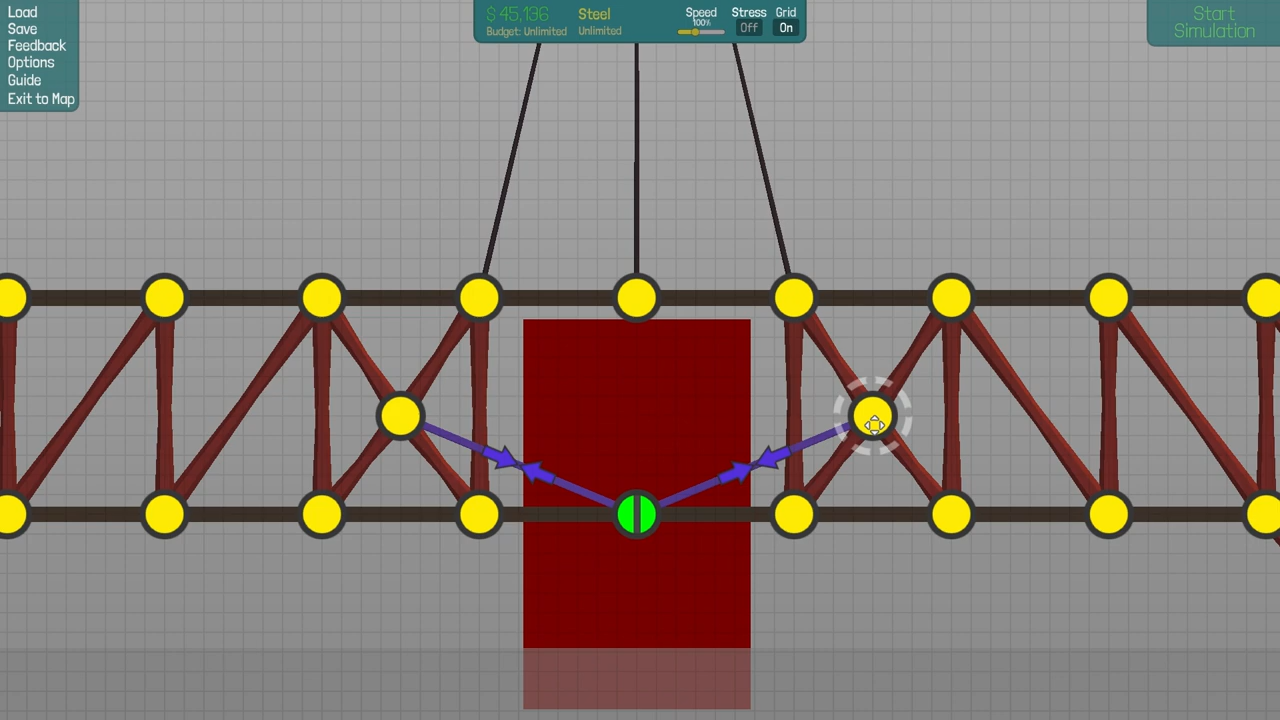 Load
Save
Feedback
Options
Guide
Exit to Map
$ 45,136
Budget: Unlimited
Steel
Unlimited
Speed
100%
Stress
Off
Grid
On
Start
Simulation